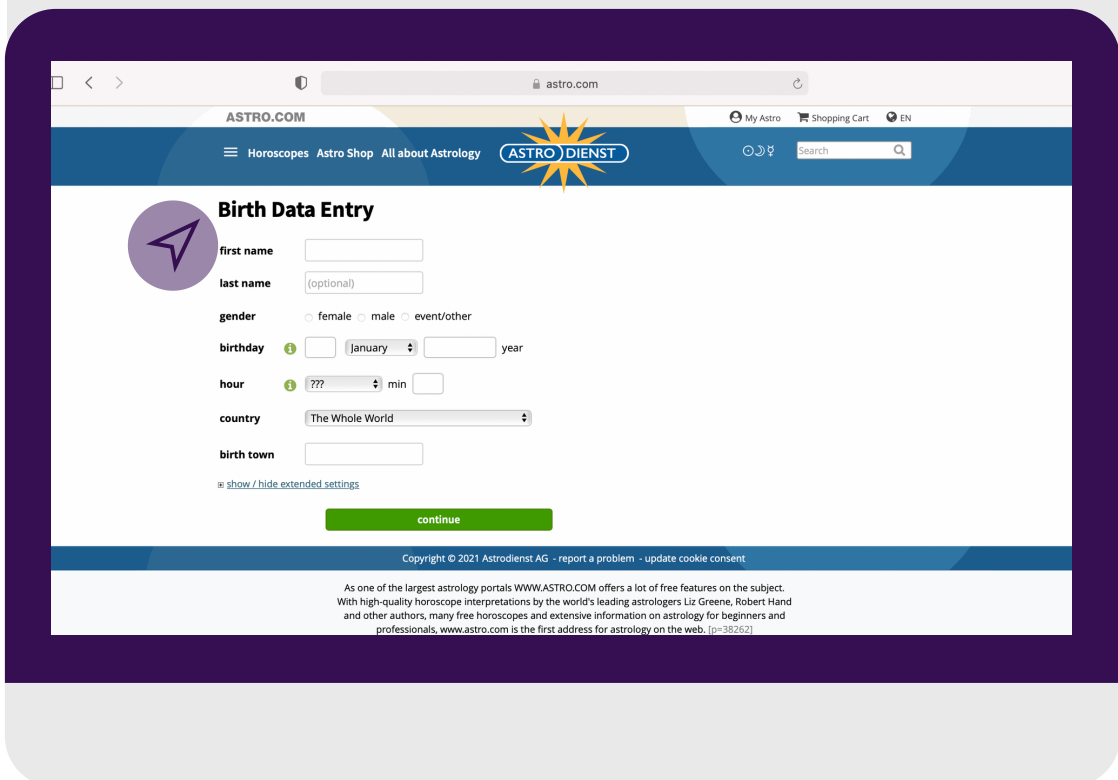 astro.com
ASTRO.COM
My Astro Shopping Cart EN
Horoscopes Astro Shop All about Astrology ASTRO DIENST Search
Birth Data Entry
first name
last name (optional)
gender female male event/other
birthday January year
hour ??? min
country The Whole World
birth town
show / hide extended settings
continue
Copyright © 2021 Astrodienst AG - report a problem - update cookie consent
As one of the largest astrology portals WWW.ASTRO.COM offers a lot of free features on the subject.
With high-quality horoscope interpretations by the world's leading astrologers Liz Greene, Robert Hand
and other authors, many free horoscopes and extensive information on astrology for beginners and
professionals, www.astro.com is the first address for astrology on the web. [p=38262]